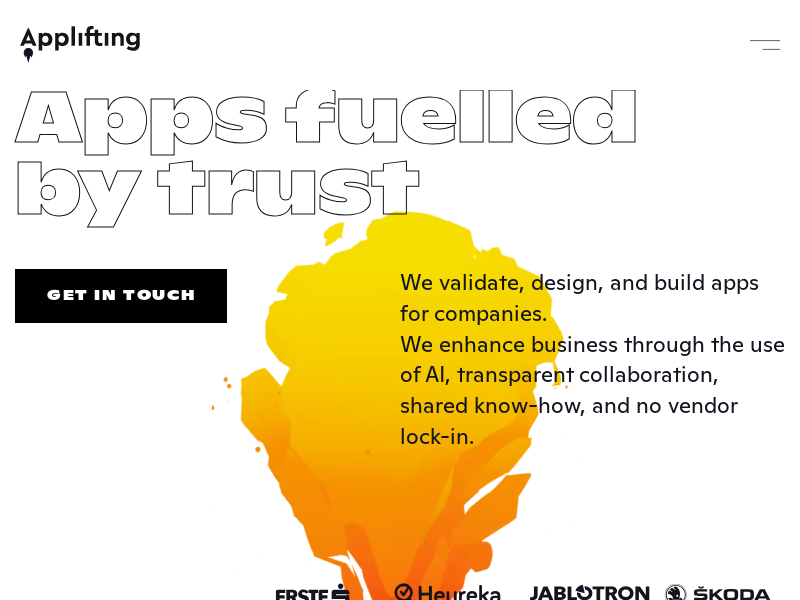 Applifting
Apps fuelled
by trust
GET IN TOUCH
We validate, design, and build apps
for companies.
We enhance business through the use
of AI, transparent collaboration,
shared know-how, and no vendor
lock-in.
ERSTE
Heureka
JABLOTRON
ŠKODA